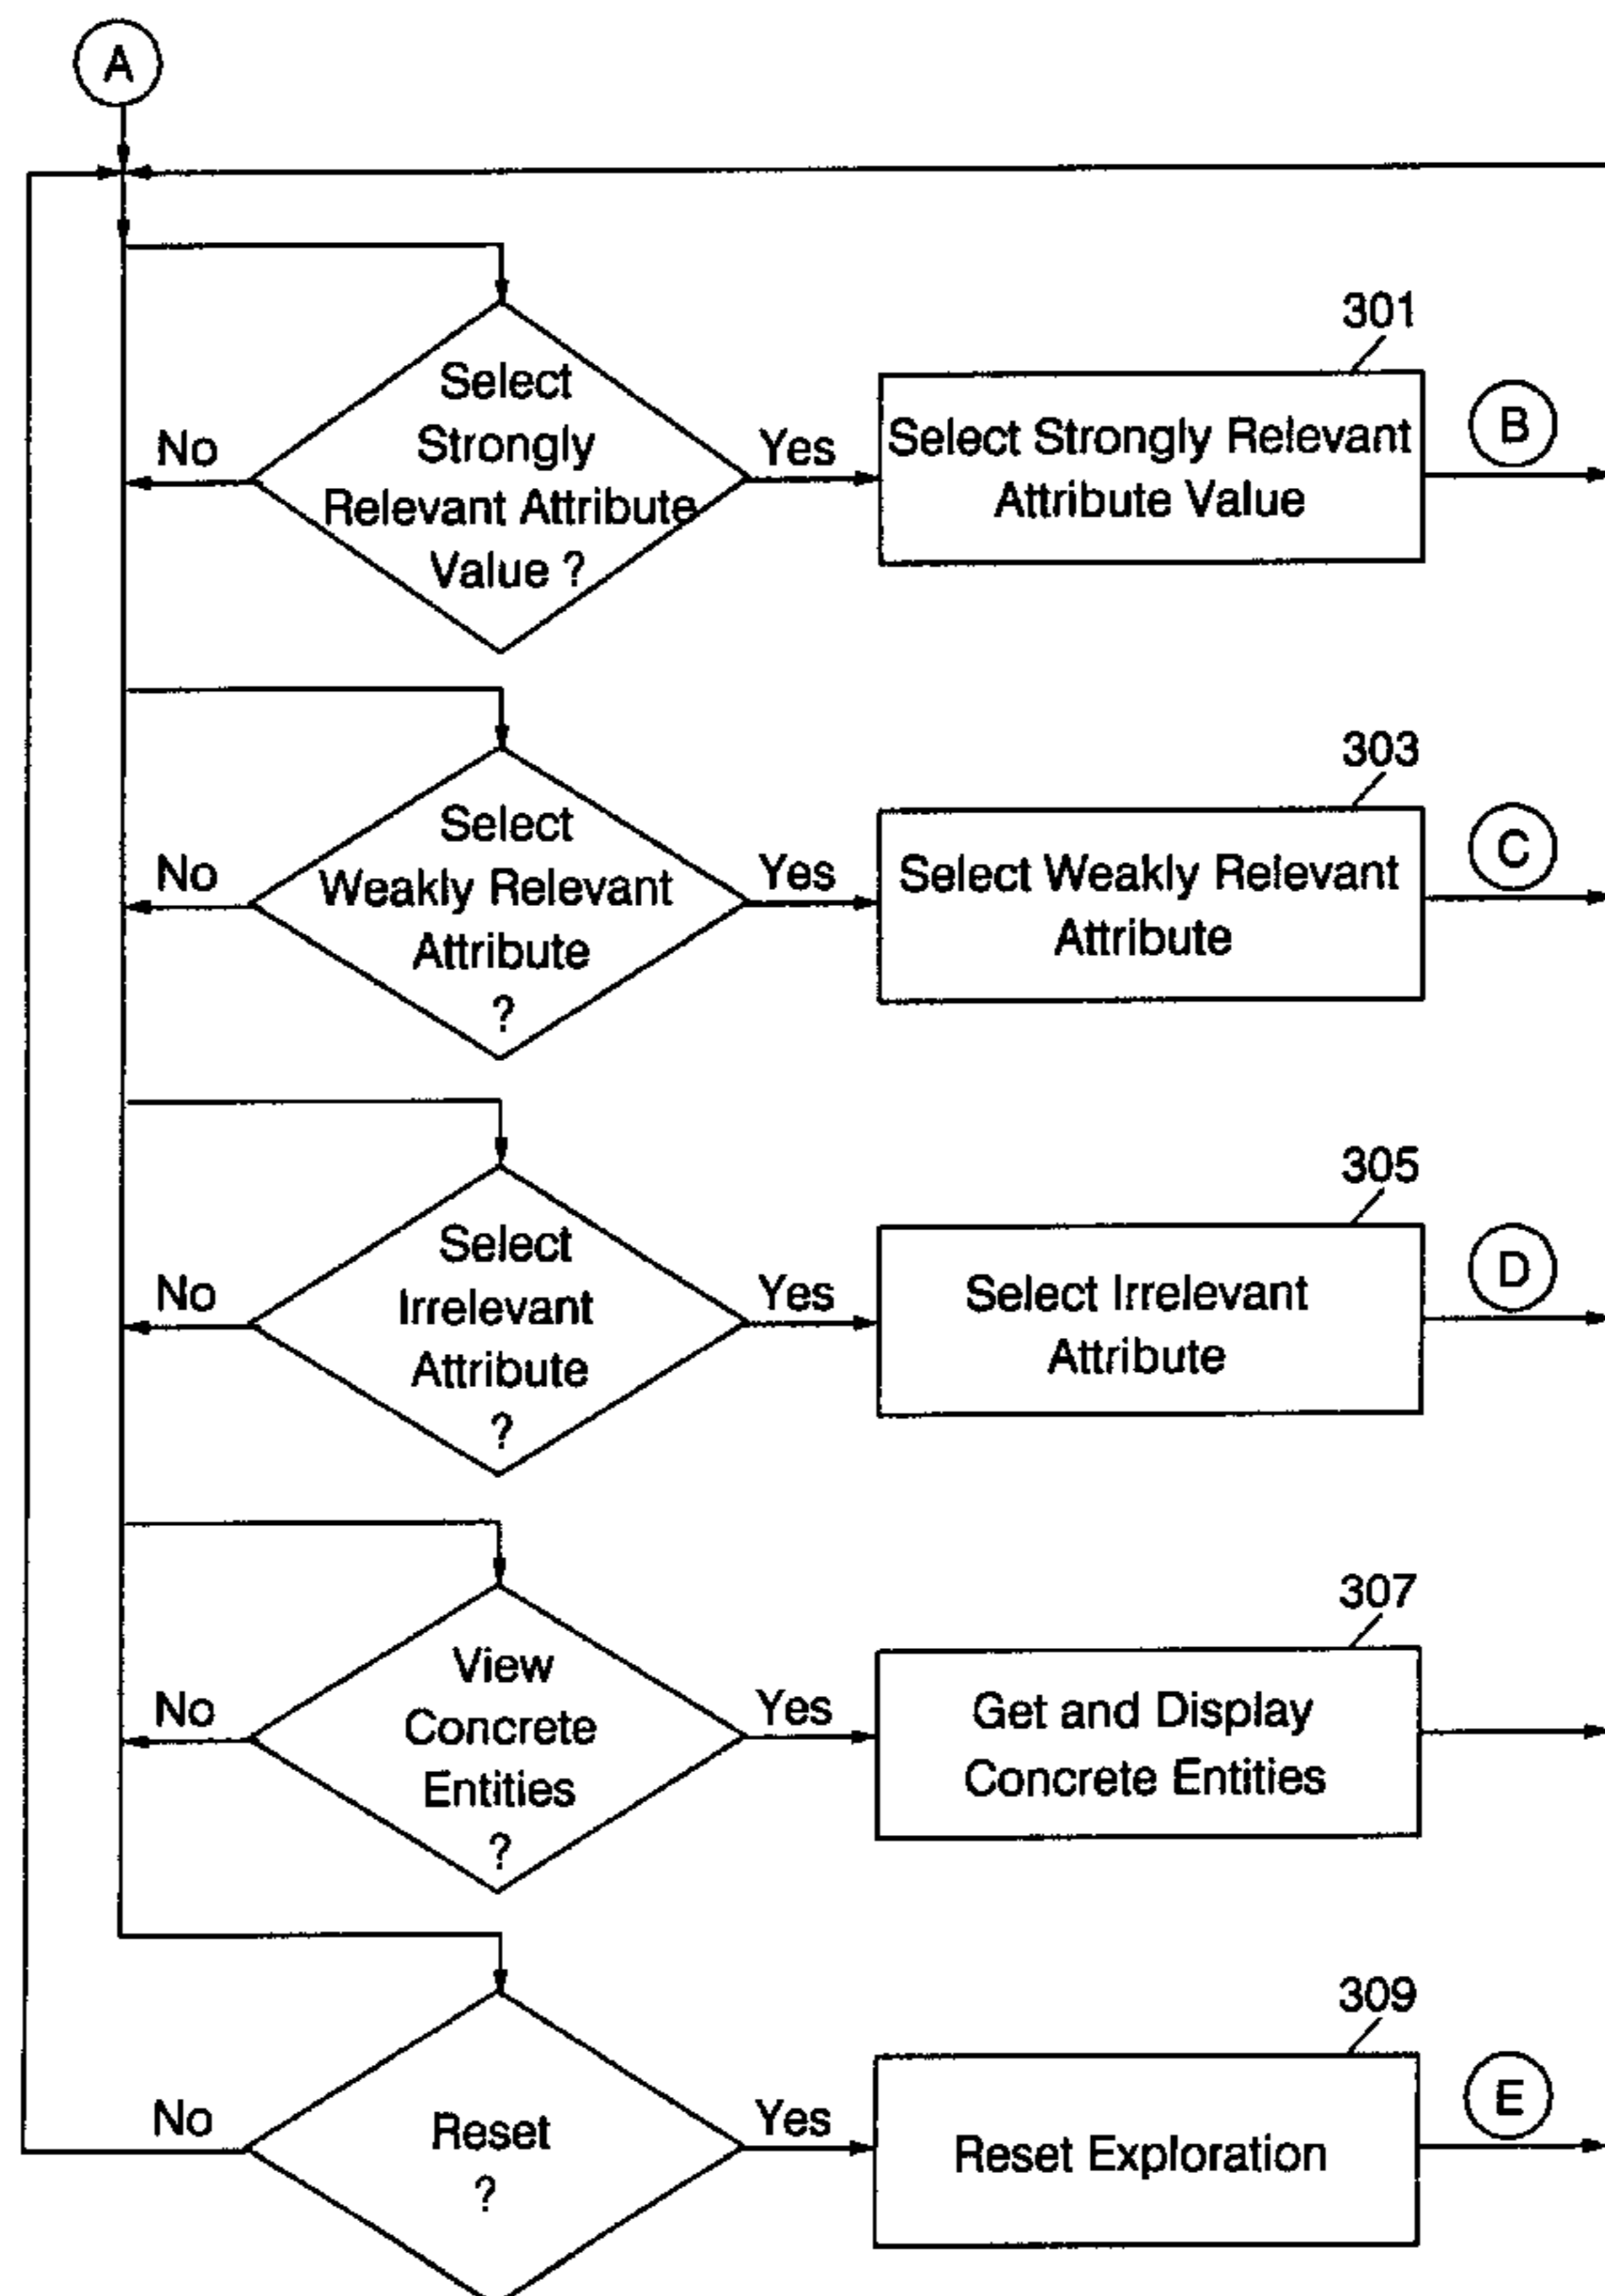 A
Select
Strongly
Relevant Attribute
Value ?
No
Yes
301
Select Strongly Relevant
Attribute Value
B
Select
Weakly Relevant
Attribute
?
No
Yes
303
Select Weakly Relevant
Attribute
C
Select
Irrelevant
Attribute
?
No
Yes
305
Select Irrelevant
Attribute
D
View
Concrete
Entities
?
No
Yes
307
Get and Display
Concrete Entities
Reset
?
No
Yes
309
Reset Exploration
E